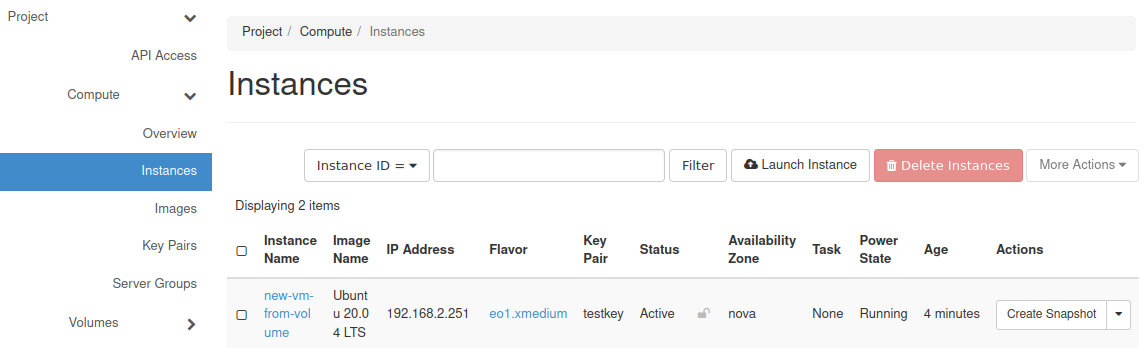 Project
API Access
Compute
Overview
Instances
Images
Key Pairs
Server Groups
Volumes
Project / Compute / Instances
Instances
Instance ID = Filter Launch Instance Delete Instances More Actions
Displaying 2 items
Instance Name Image Name IP Address Flavor Key Pair Status Availability Zone Task Power State Age Actions
new-vm-from-volume Ubuntu 20.04 LTS 192.168.2.251 eo1.xmedium testkey Active nova None Running 4 minutes Create Snapshot